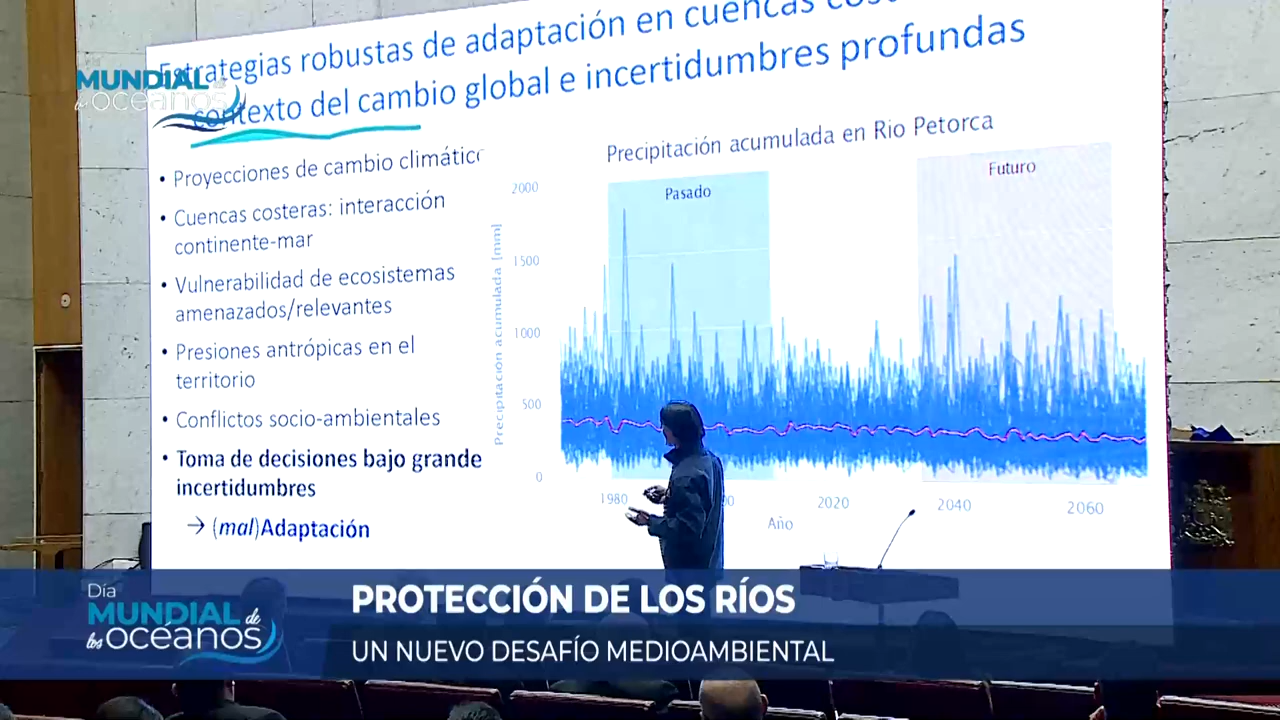 Estrategias robustas de adaptación en cuencas
contexto del cambio global e incertidumbres profundas
MUNDIAL de
los océanos
• Proyecciones de cambio climático
• Cuencas costeras: interacción
continente-mar
• Vulnerabilidad de ecosistemas
amenazados/relevantes
• Presiones antrópicas en el
territorio
• Conflictos socio-ambientales
• Toma de decisiones bajo grande
incertidumbres
→ (mal)Adaptación
Precipitación acumulada en Rio Petorca
Pasado
Futuro
Precipitación acumulada [mm]
2000
1500
1000
500
0
1980
2020
2040
2060
Año
Día
MUNDIAL de
los océanos
PROTECCIÓN DE LOS RÍOS
UN NUEVO DESAFÍO MEDIOAMBIENTAL